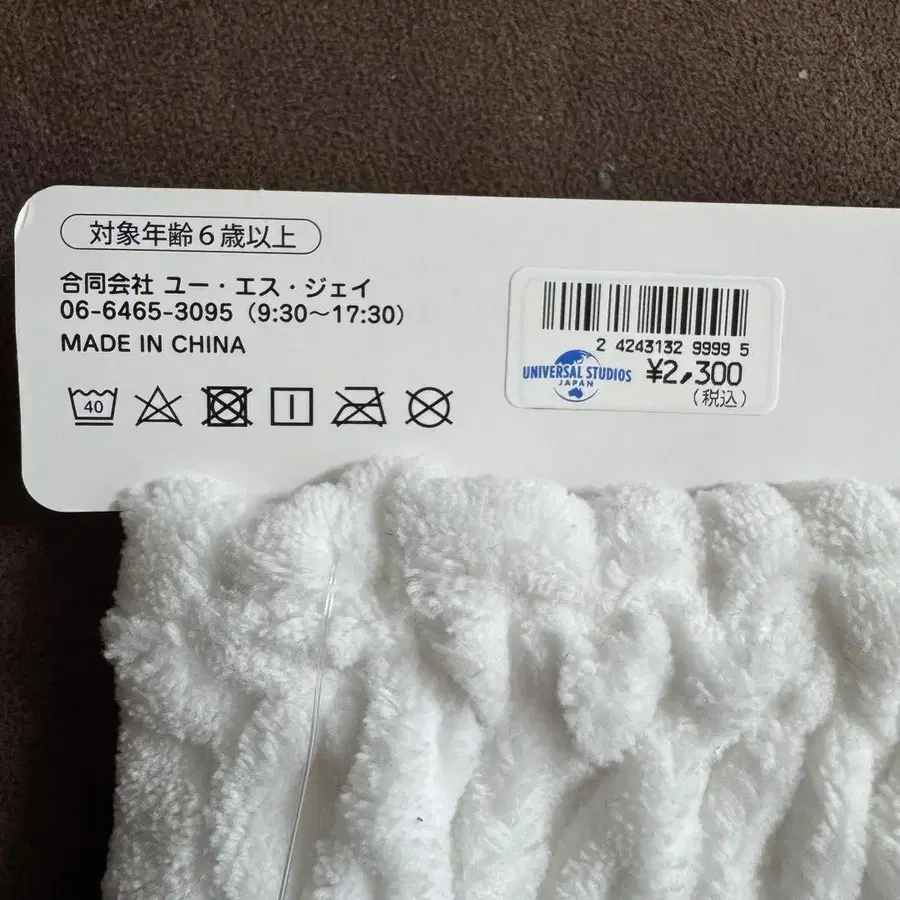 対象年齢6歳以上
合同会社 ユー・エス・ジェイ
06-6465-3095（9:30～17:30）
MADE IN CHINA
40
2 4243132 9999 5
UNIVERSAL STUDIOS
JAPAN
¥2,300
（税込）